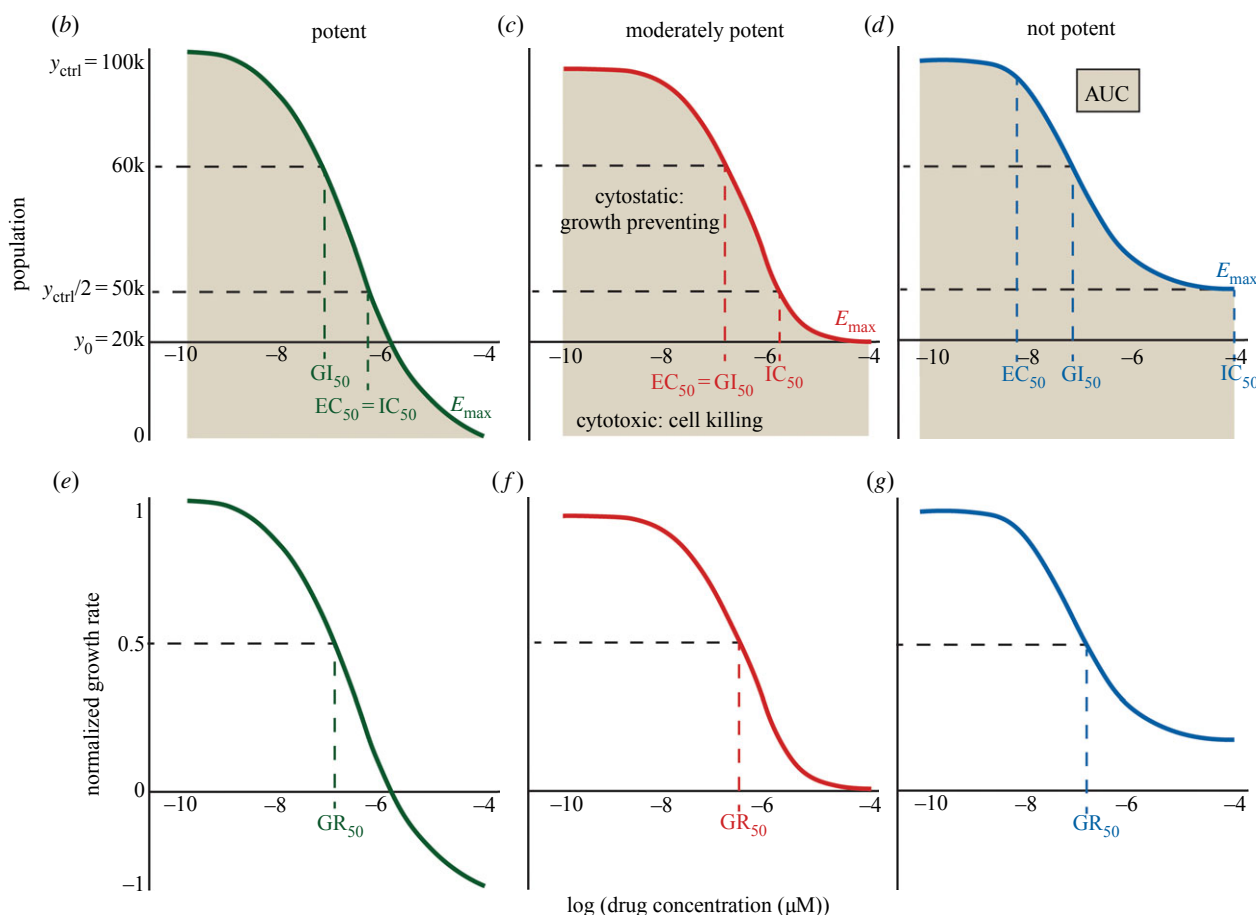 (b) potent
y_ctrl = 100k
60k
population
y_ctrl/2 = 50k
y_0 = 20k
0
−10 −8 −6 −4
GI_50
EC_50 = IC_50
E_max
(c) moderately potent
cytostatic:
growth preventing
E_max
−10 −8 −6 −4
EC_50 = GI_50
IC_50
cytotoxic: cell killing
(d) not potent
AUC
E_max
−10 −8 −6 −4
EC_50
GI_50
IC_50
(e)
1
0.5
normalized growth rate
0
−1
−10 −8 −6 −4
GR_50
(f)
−10 −8 −6 −4
GR_50
(g)
−10 −8 −6 −4
GR_50
log (drug concentration (μM))